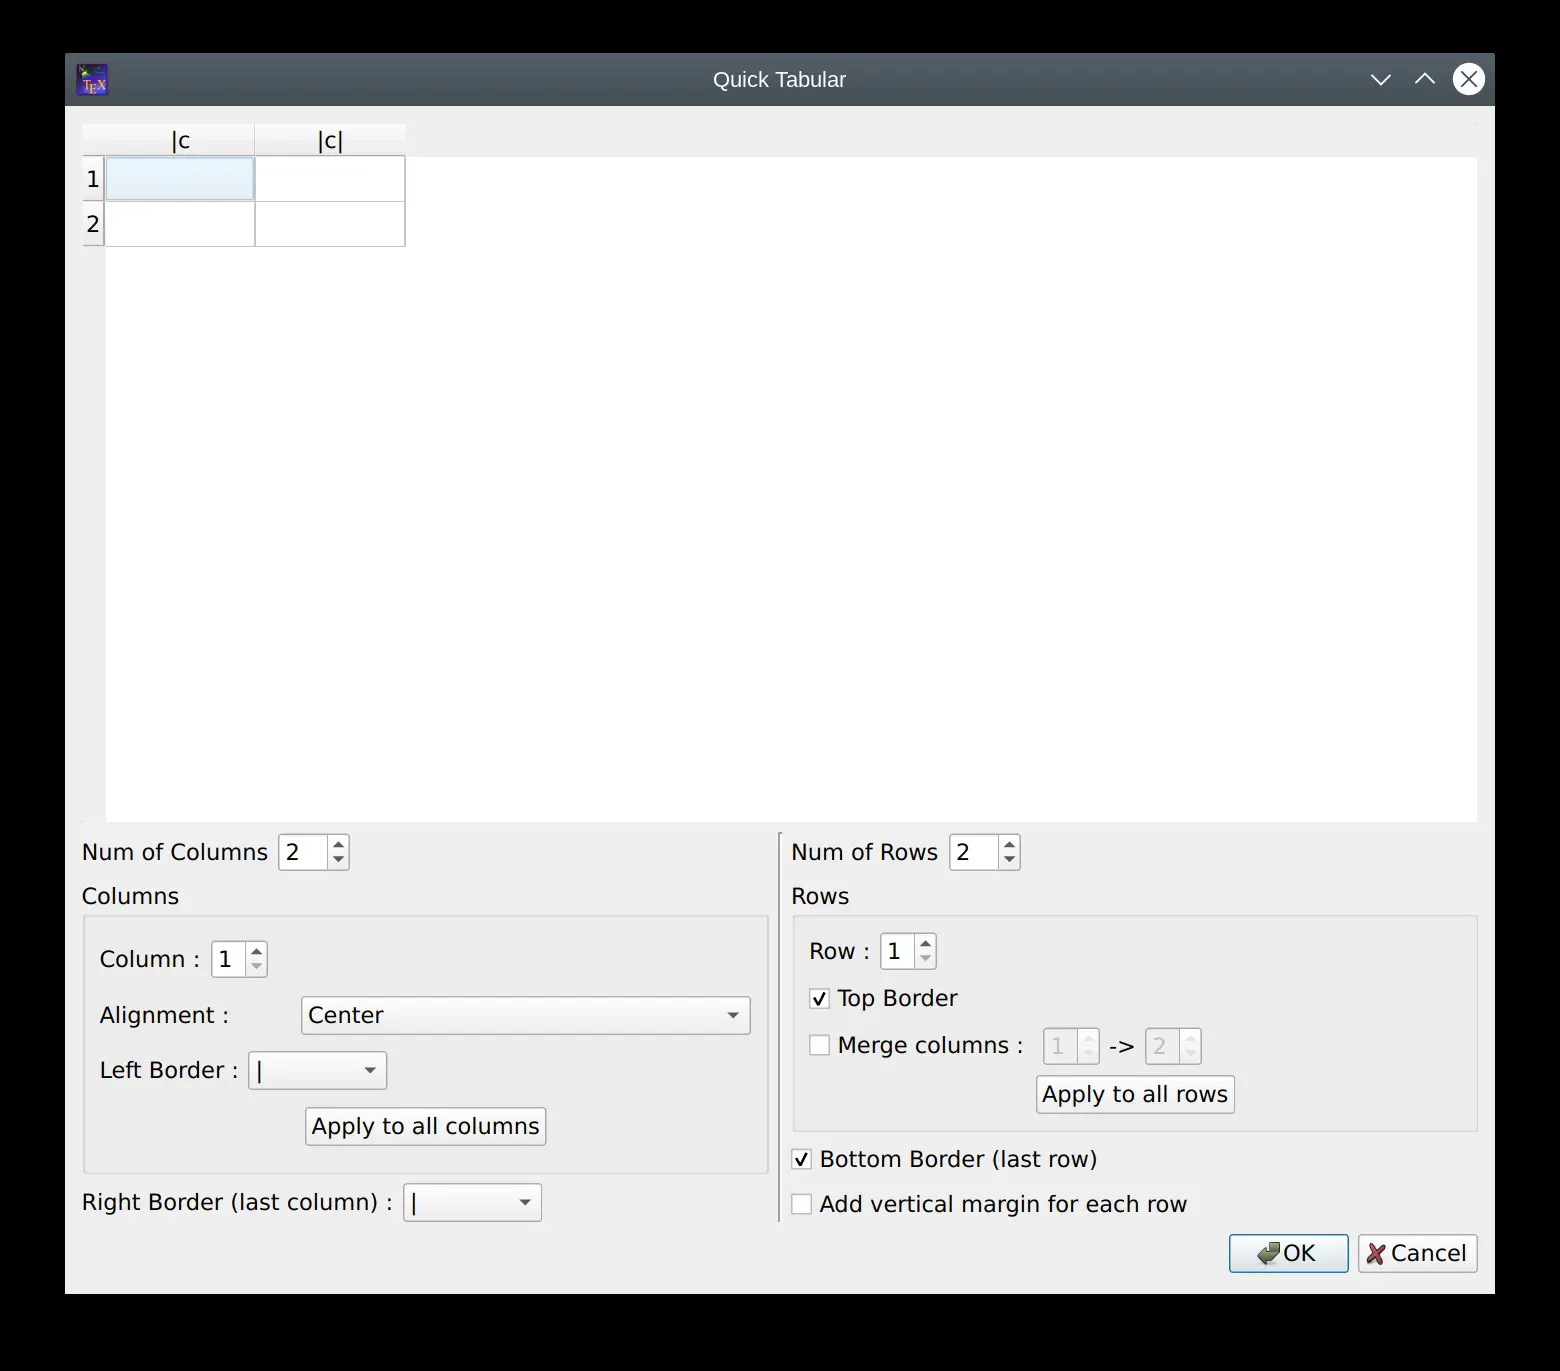 TEX
Quick Tabular
|c |c|
1
2
Num of Columns 2
Columns
Column : 1
Alignment : Center
Left Border : |
Apply to all columns
Right Border (last column) : |
Num of Rows 2
Rows
Row : 1
Top Border
Merge columns : 1 -> 2
Apply to all rows
Bottom Border (last row)
Add vertical margin for each row
OK Cancel